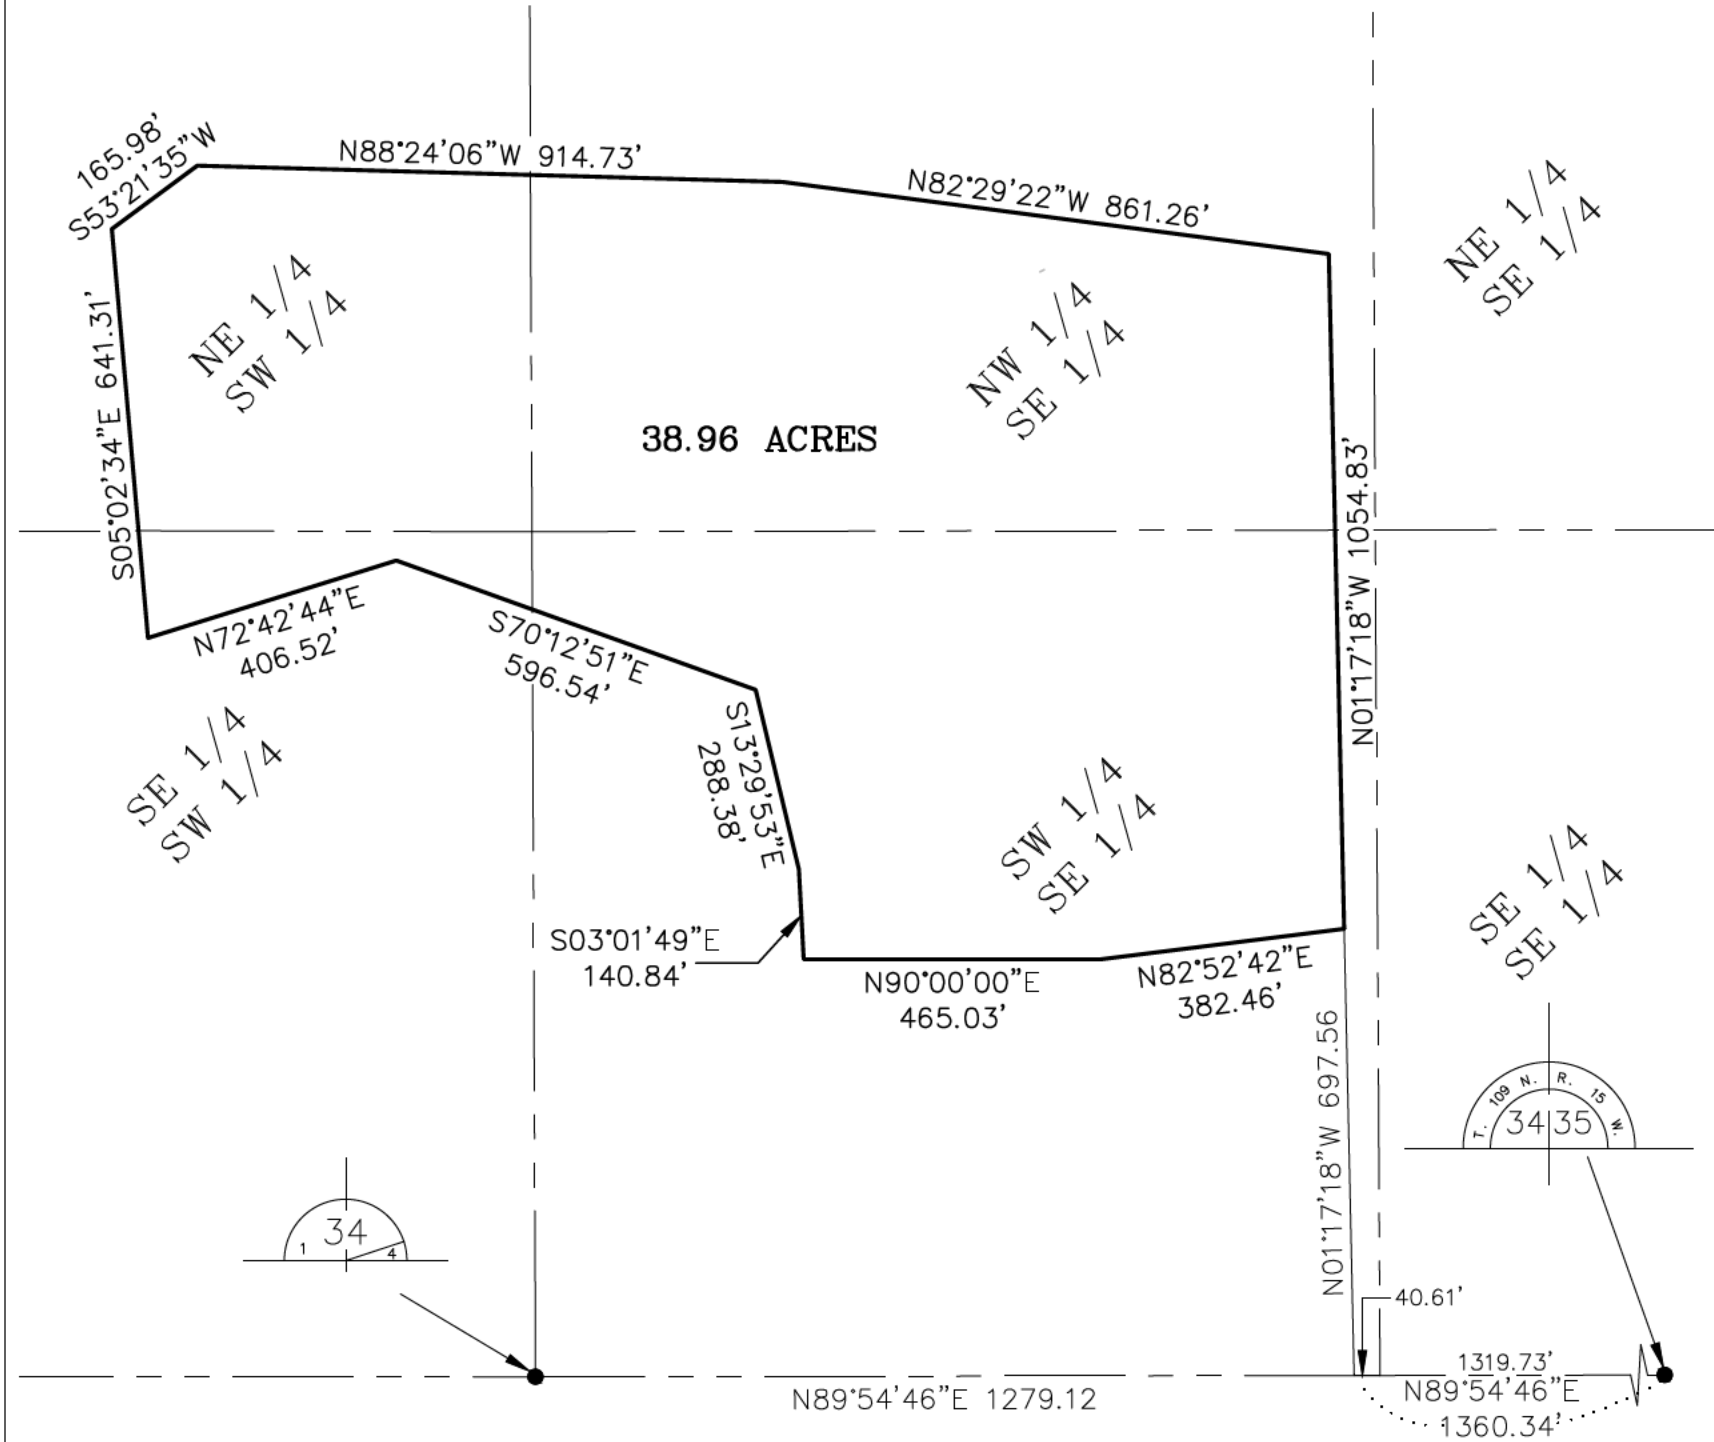 165.98'
S53°21'35"W
N88°24'06"W 914.73'
N82°29'22"W 861.26'
NE 1/4
SE 1/4
NE 1/4
SW 1/4
NW 1/4
SE 1/4
S05°02'34"E 641.31'
38.96 ACRES
N01°17'18"W 1054.83'
N72°42'44"E
406.52'
S70°12'51"E
596.54'
S13°29'53"E
288.38'
SE 1/4
SW 1/4
SW 1/4
SE 1/4
SE 1/4
SE 1/4
S03°01'49"E
140.84'
N90°00'00"E
465.03'
N82°52'42"E
382.46'
N01°17'18"W 697.56
T. 109 N. R. 15 W.
34 35
34
1 4
40.61'
1319.73'
N89°54'46"E 1279.12
N89°54'46"E
1360.34'